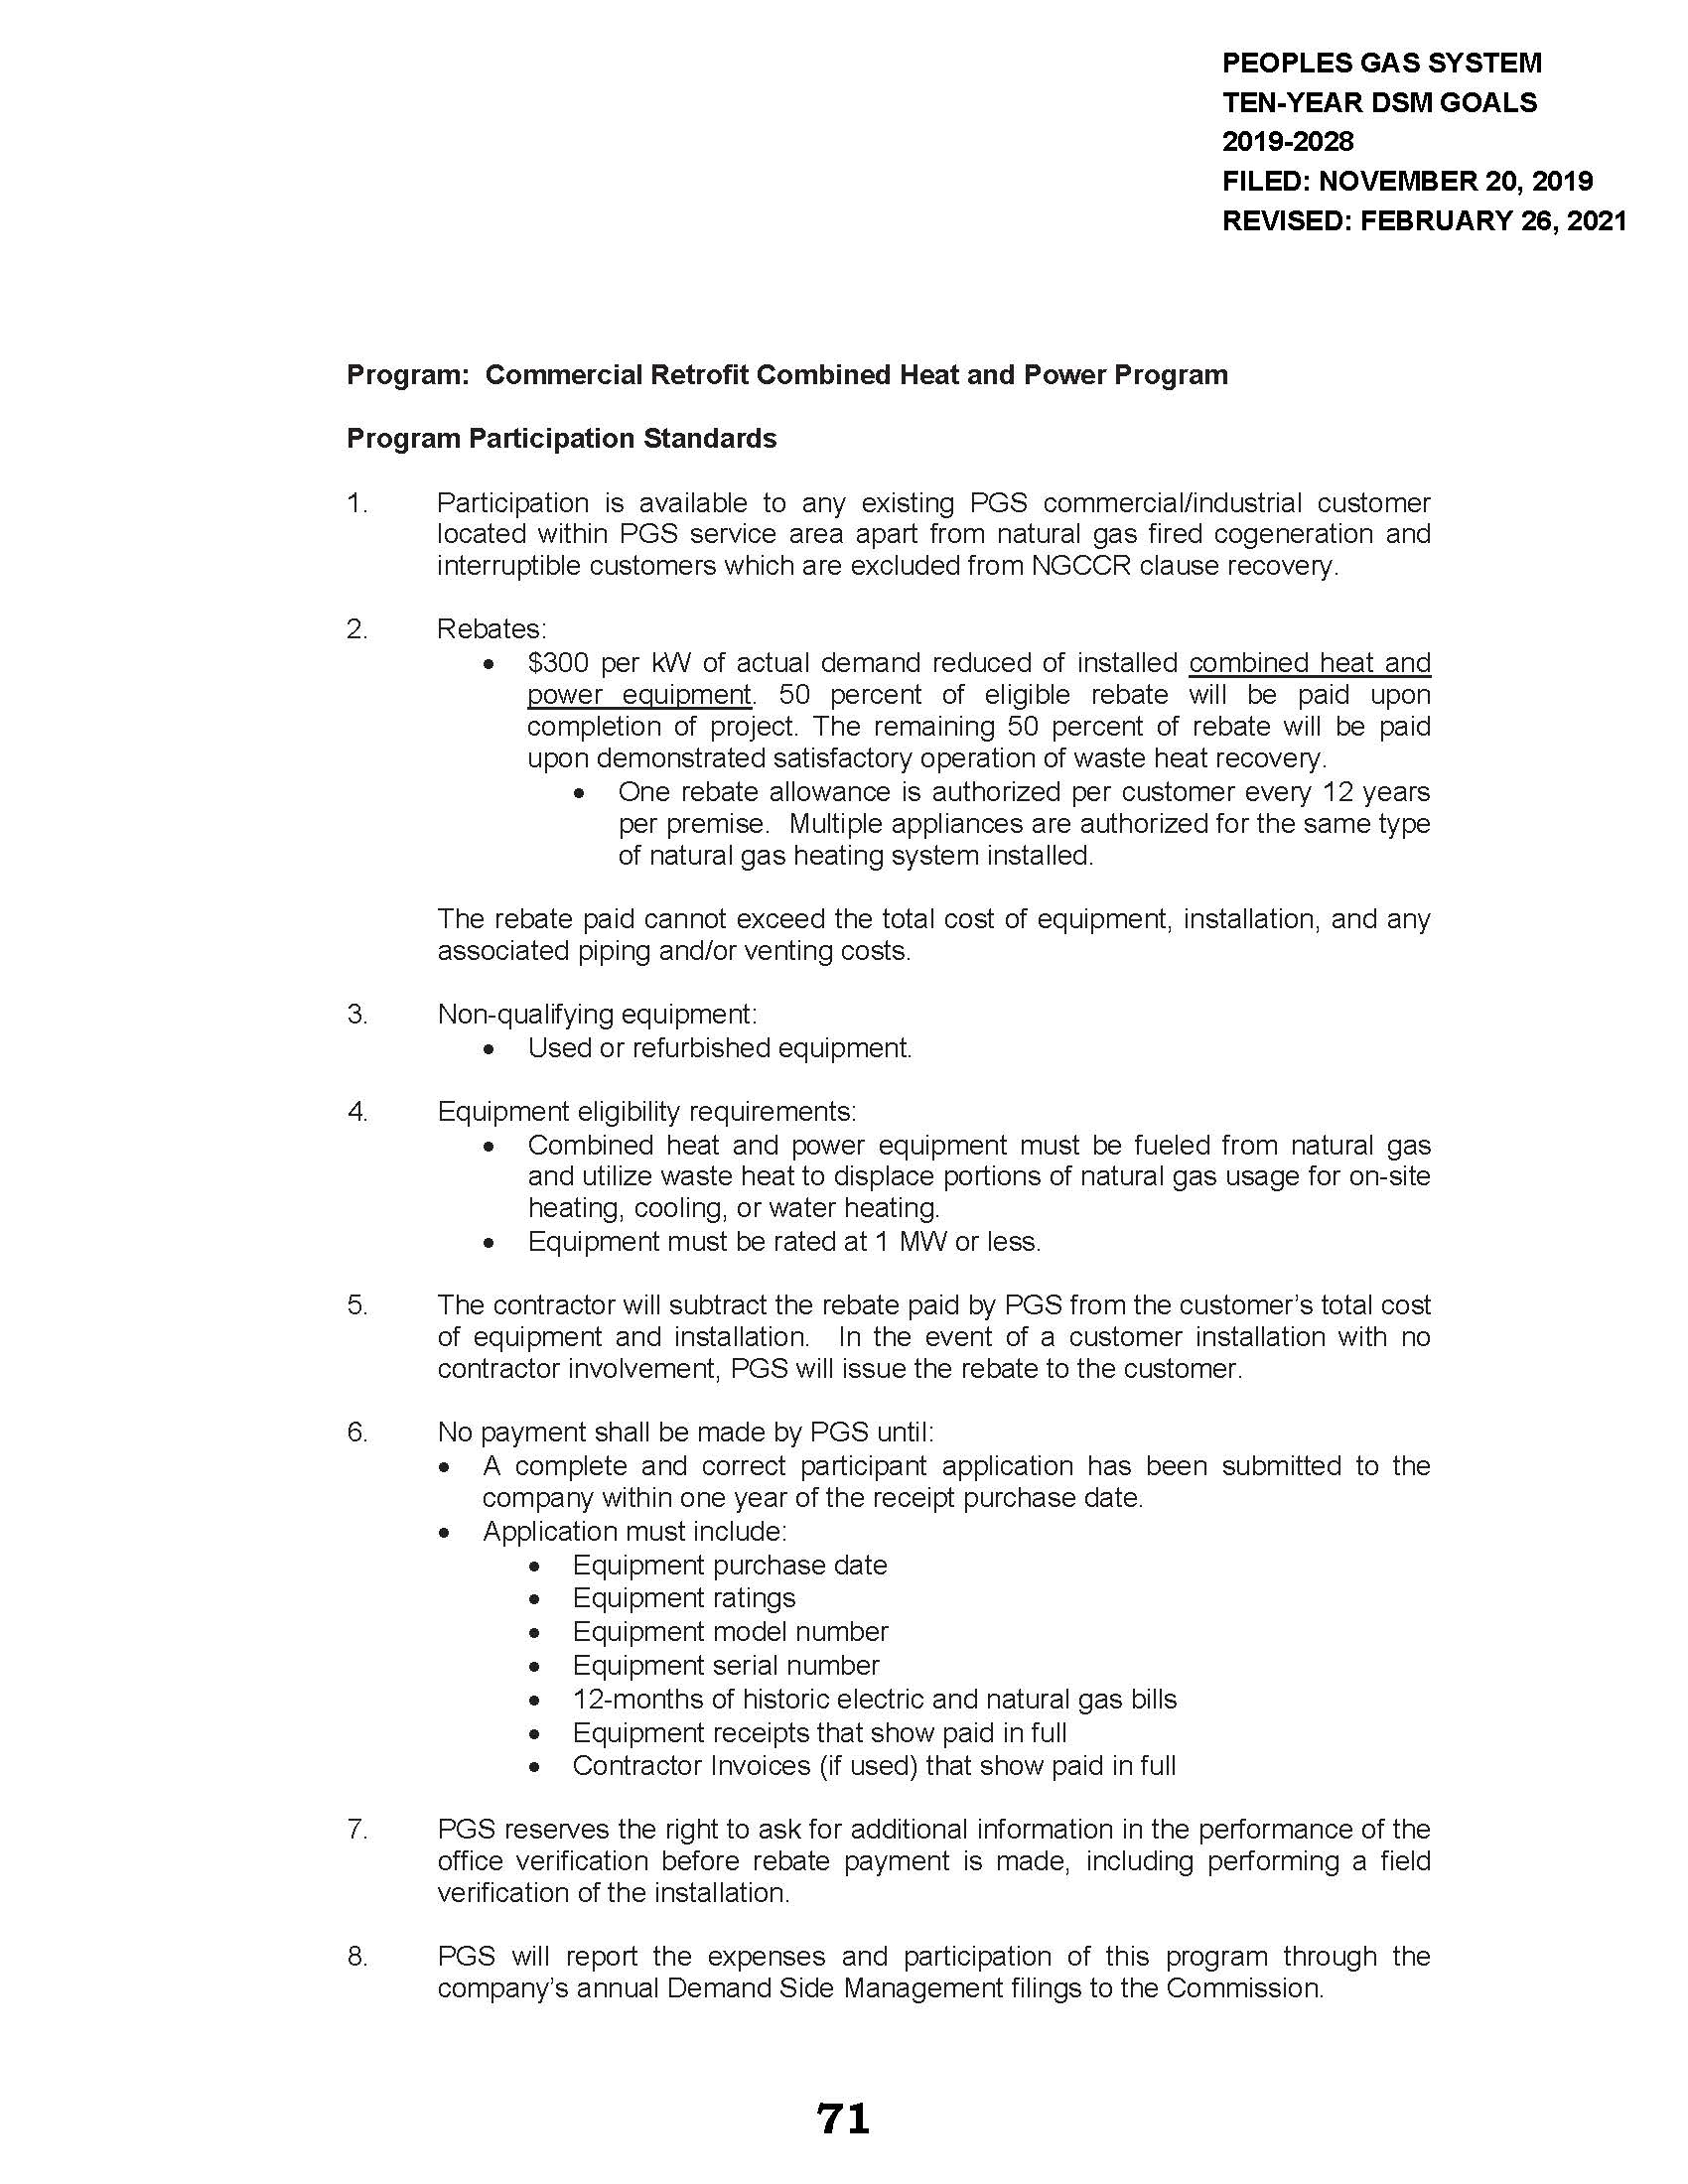 PEOPLES GAS SYSTEM
TEN-YEAR DSM GOALS
2019-2028
FILED: NOVEMBER 20, 2019
REVISED: FEBRUARY 26, 2021
Program:  Commercial Retrofit Combined Heat and Power Program
Program Participation Standards
1. Participation is available to any existing PGS commercial/industrial customer
located within PGS service area apart from natural gas fired cogeneration and
interruptible customers which are excluded from NGCCR clause recovery.
2. Rebates:
• $300 per kW of actual demand reduced of installed combined heat and
power equipment. 50 percent of eligible rebate will be paid upon
completion of project. The remaining 50 percent of rebate will be paid
upon demonstrated satisfactory operation of waste heat recovery.
• One rebate allowance is authorized per customer every 12 years
per premise.  Multiple appliances are authorized for the same type
of natural gas heating system installed.
The rebate paid cannot exceed the total cost of equipment, installation, and any
associated piping and/or venting costs.
3. Non-qualifying equipment:
• Used or refurbished equipment.
4. Equipment eligibility requirements:
• Combined heat and power equipment must be fueled from natural gas
and utilize waste heat to displace portions of natural gas usage for on-site
heating, cooling, or water heating.
• Equipment must be rated at 1 MW or less.
5. The contractor will subtract the rebate paid by PGS from the customer’s total cost
of equipment and installation.  In the event of a customer installation with no
contractor involvement, PGS will issue the rebate to the customer.
6. No payment shall be made by PGS until:
• A complete and correct participant application has been submitted to the
company within one year of the receipt purchase date.
• Application must include:
• Equipment purchase date
• Equipment ratings
• Equipment model number
• Equipment serial number
• 12-months of historic electric and natural gas bills
• Equipment receipts that show paid in full
• Contractor Invoices (if used) that show paid in full
7. PGS reserves the right to ask for additional information in the performance of the
office verification before rebate payment is made, including performing a field
verification of the installation.
8. PGS will report the expenses and participation of this program through the
company’s annual Demand Side Management filings to the Commission.
71